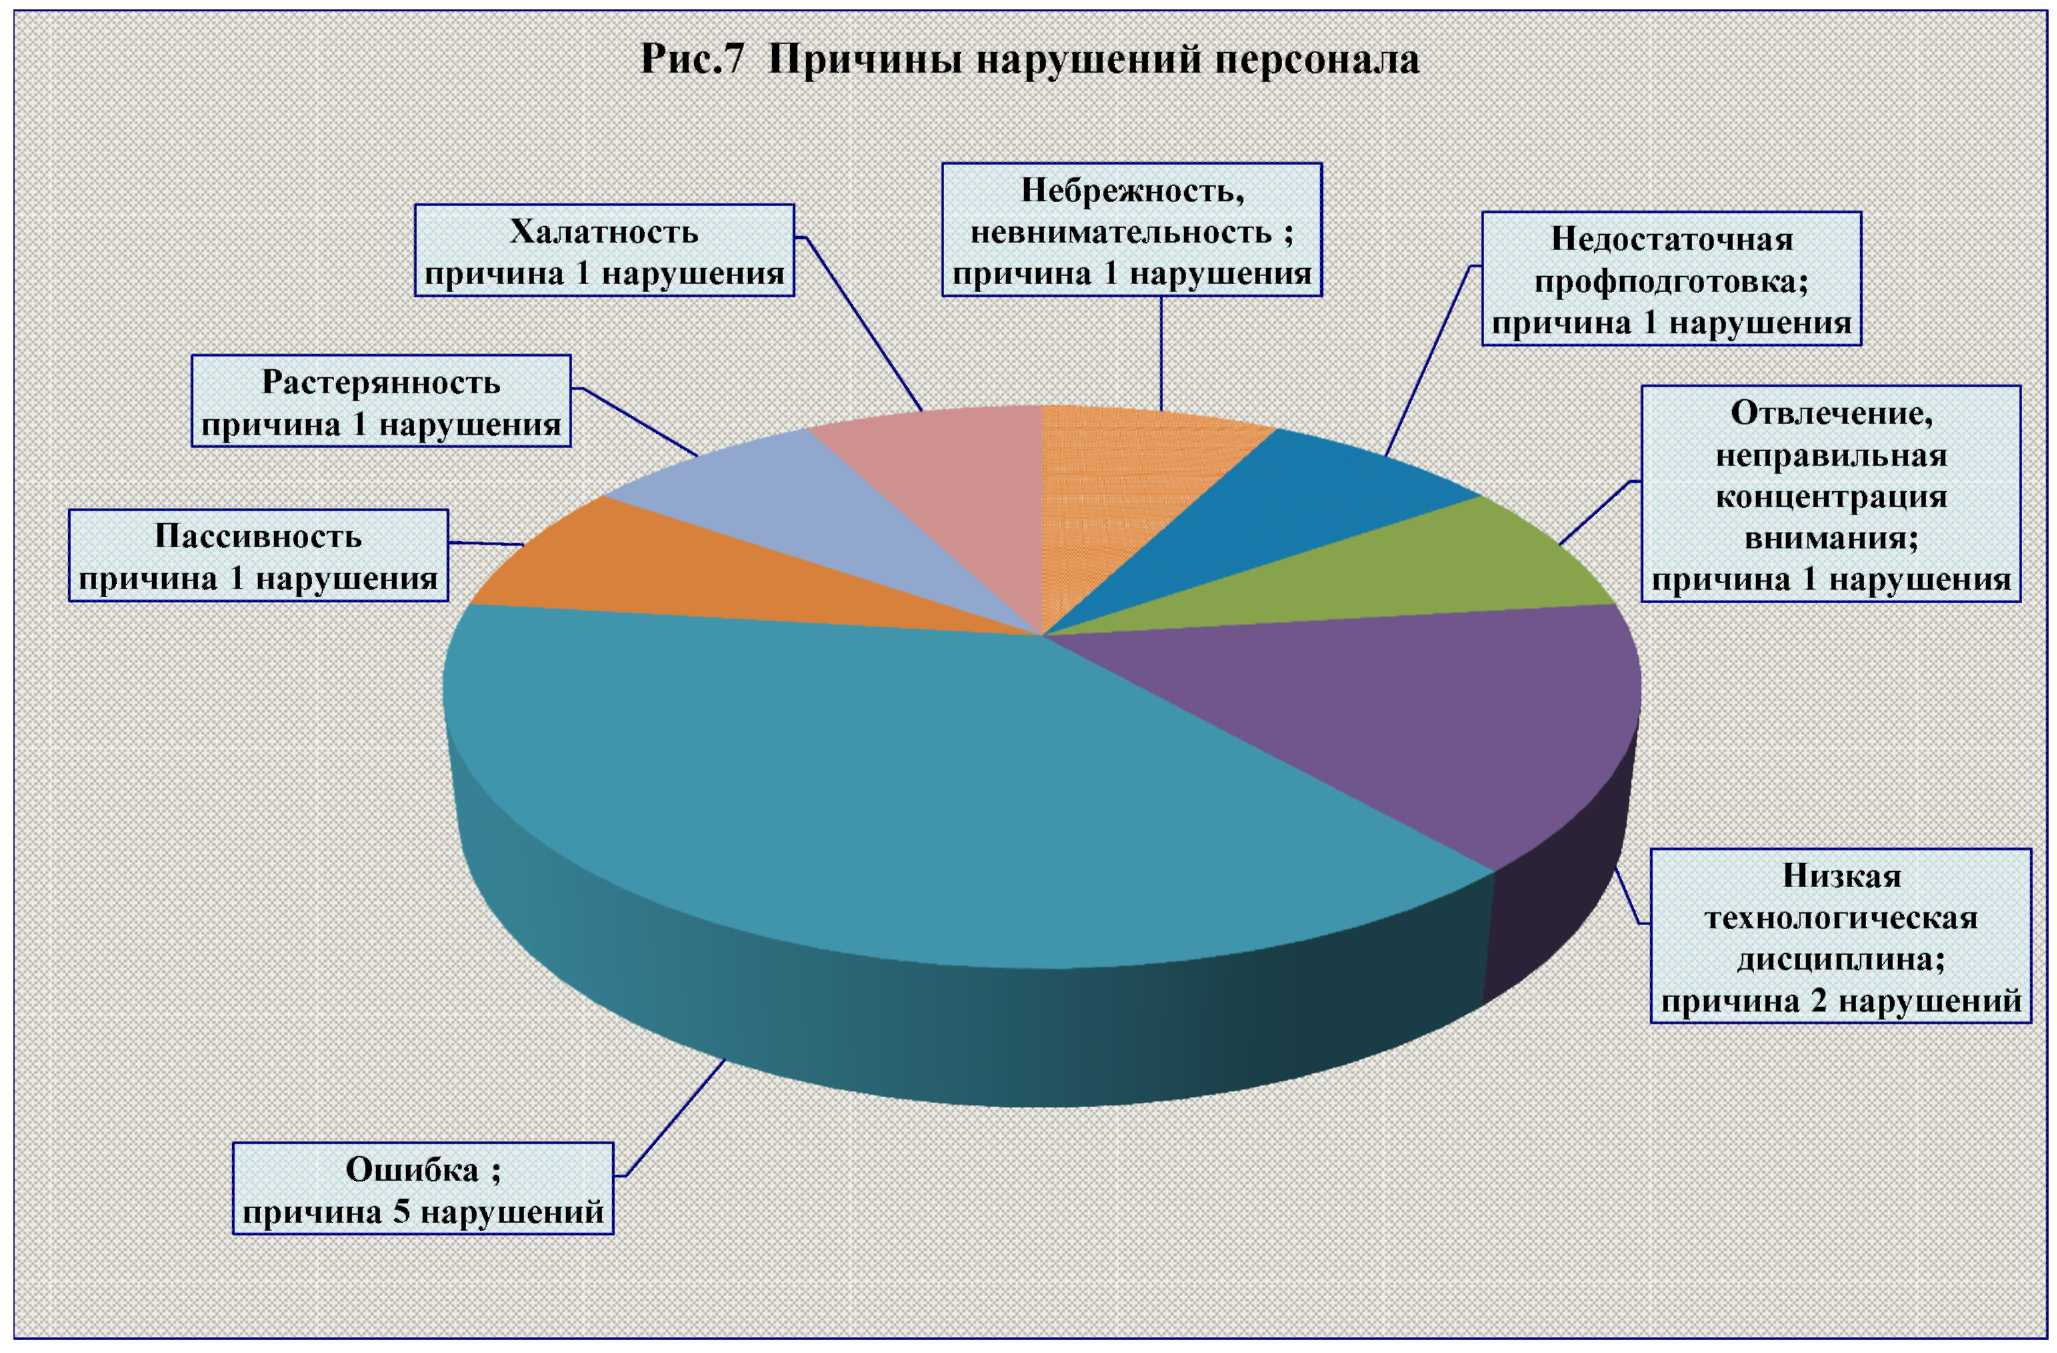 Рис.7 Причины нарушений персонала
Небрежность,
невнимательность ;
причина 1 нарушения
Недостаточная
профподготовка;
причина 1 нарушения
Отвлечение,
неправильная
концентрация
внимания;
причина 1 нарушения
Низкая
технологическая
дисциплина;
причина 2 нарушений
Ошибка ;
причина 5 нарушений
Пассивность
причина 1 нарушения
Растерянность
причина 1 нарушения
Халатность
причина 1 нарушения